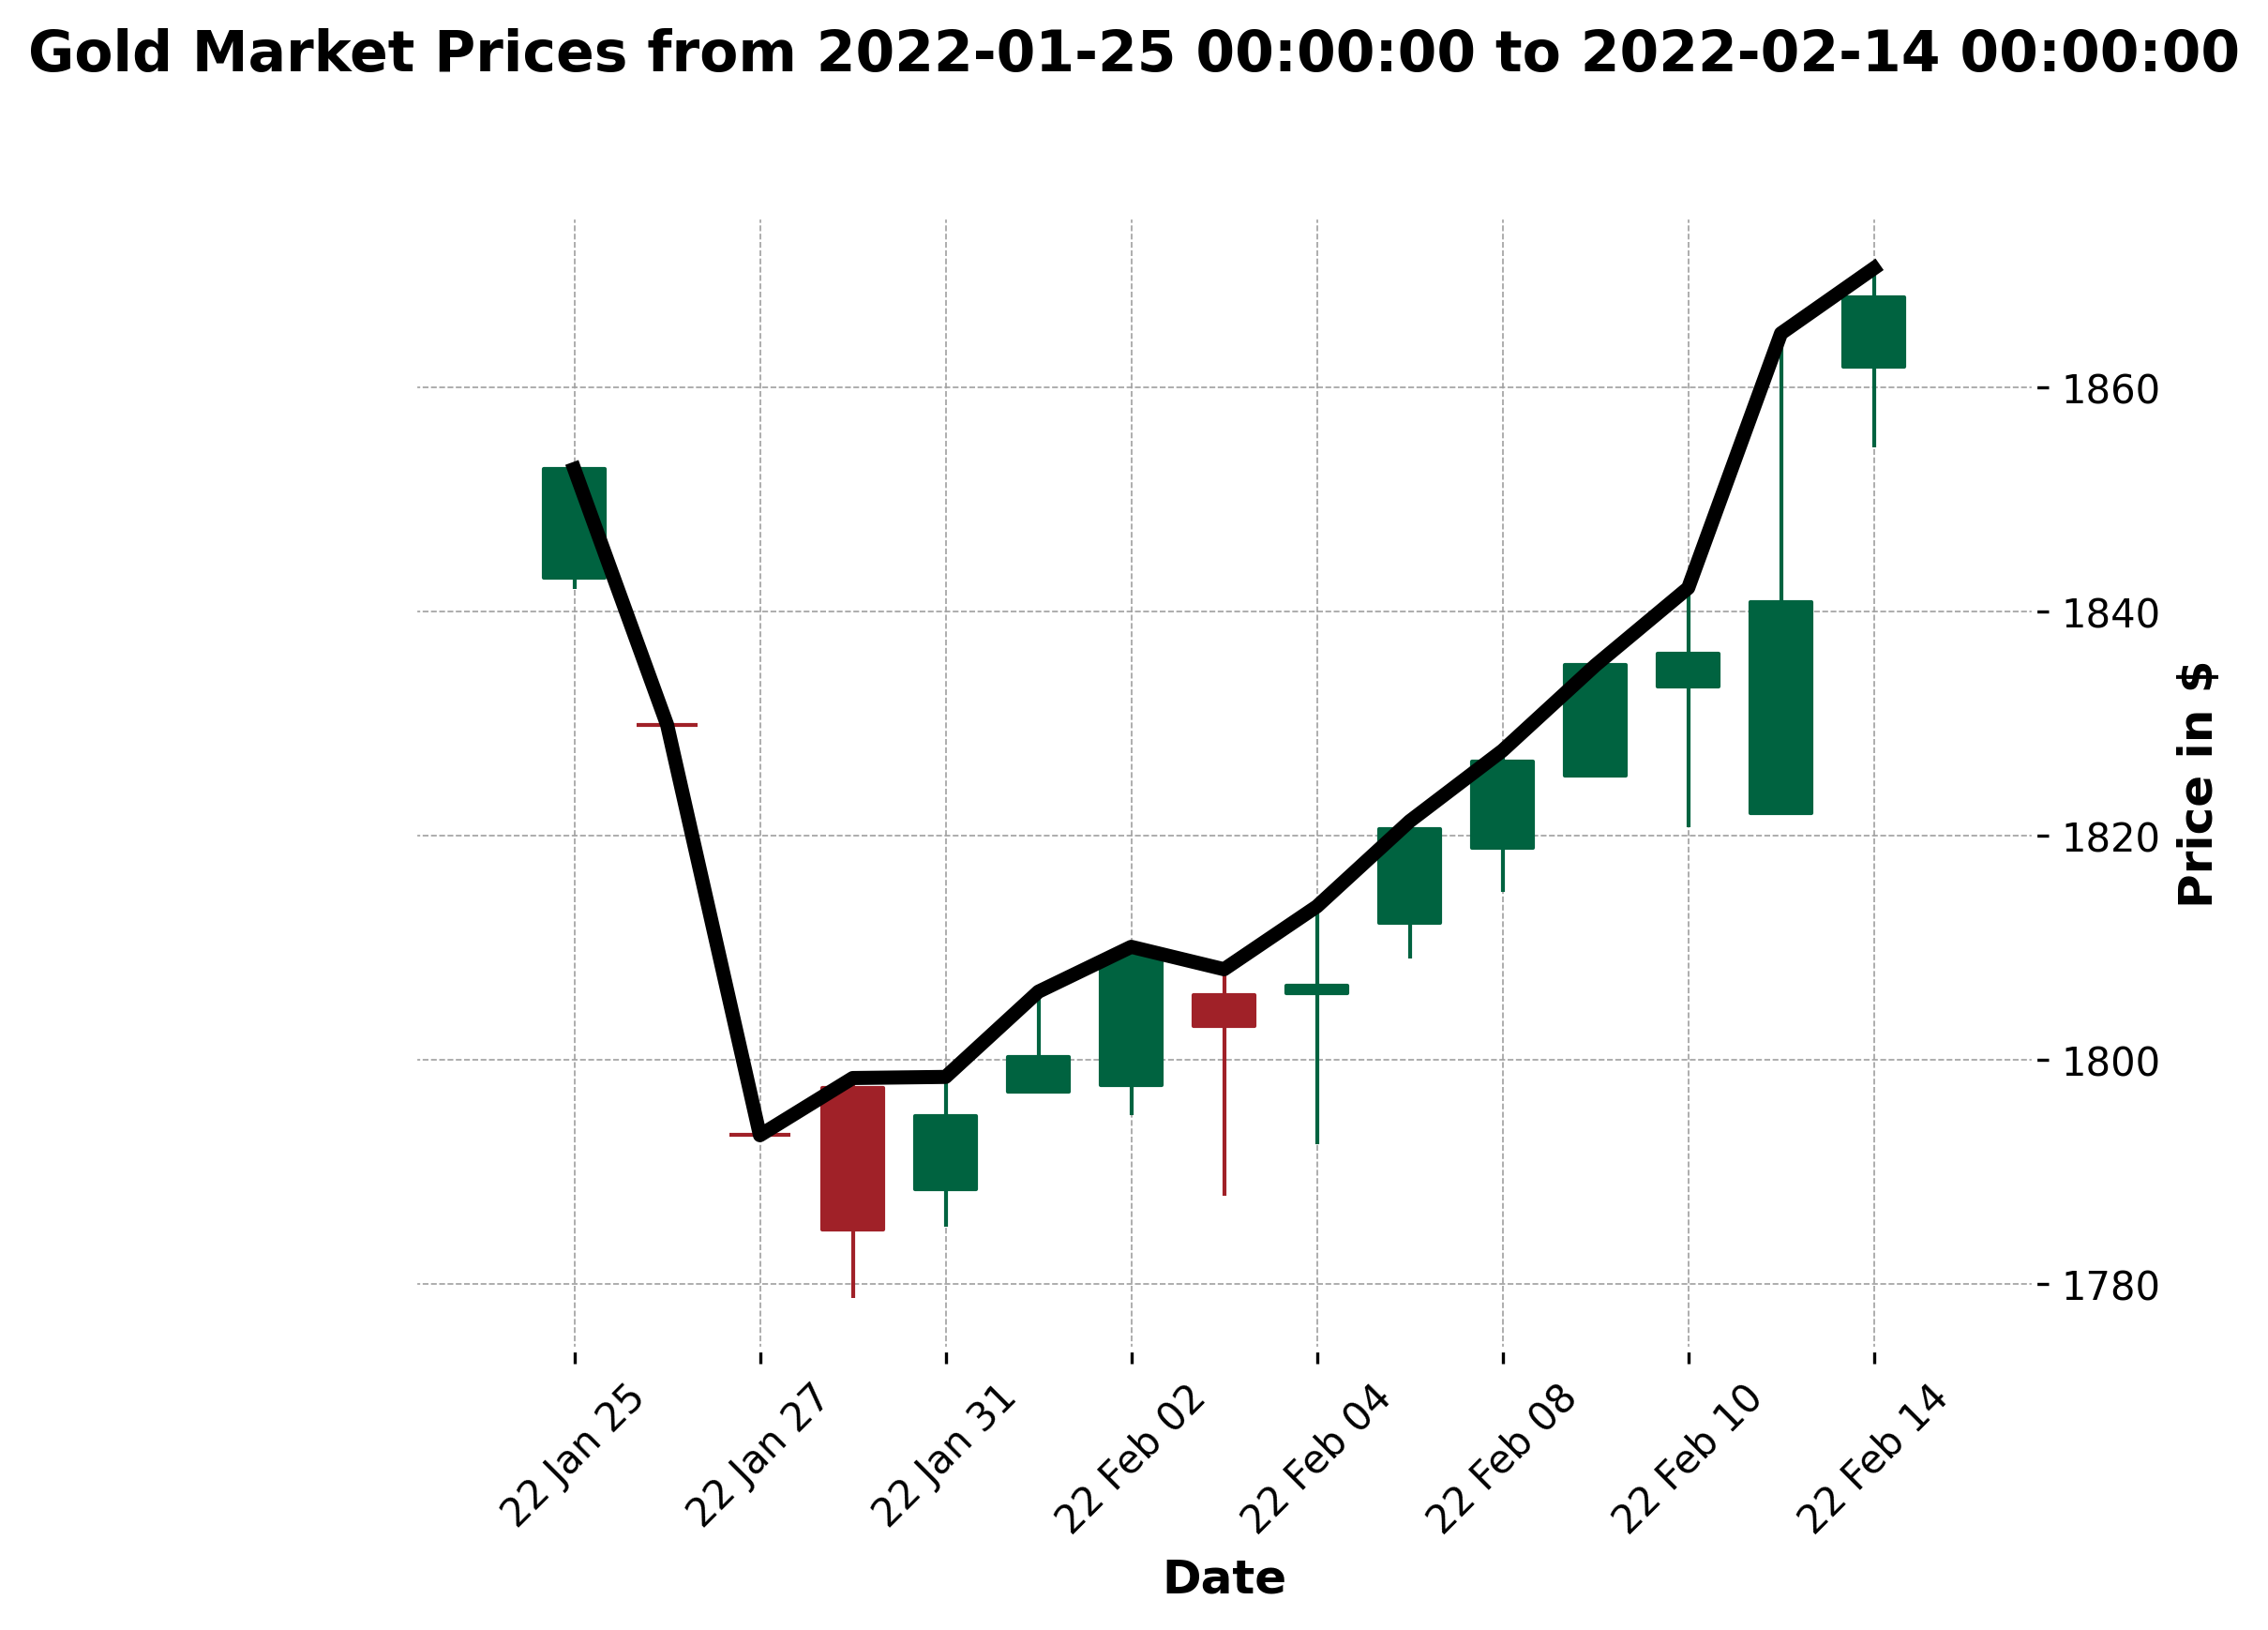 Gold Market Prices from 2022-01-25 00:00:00 to 2022-02-14 00:00:00
1860
1840
1820
1800
1780
Price in $
22 Jan 25
22 Jan 27
22 Jan 31
22 Feb 02
22 Feb 04
22 Feb 08
22 Feb 10
22 Feb 14
Date